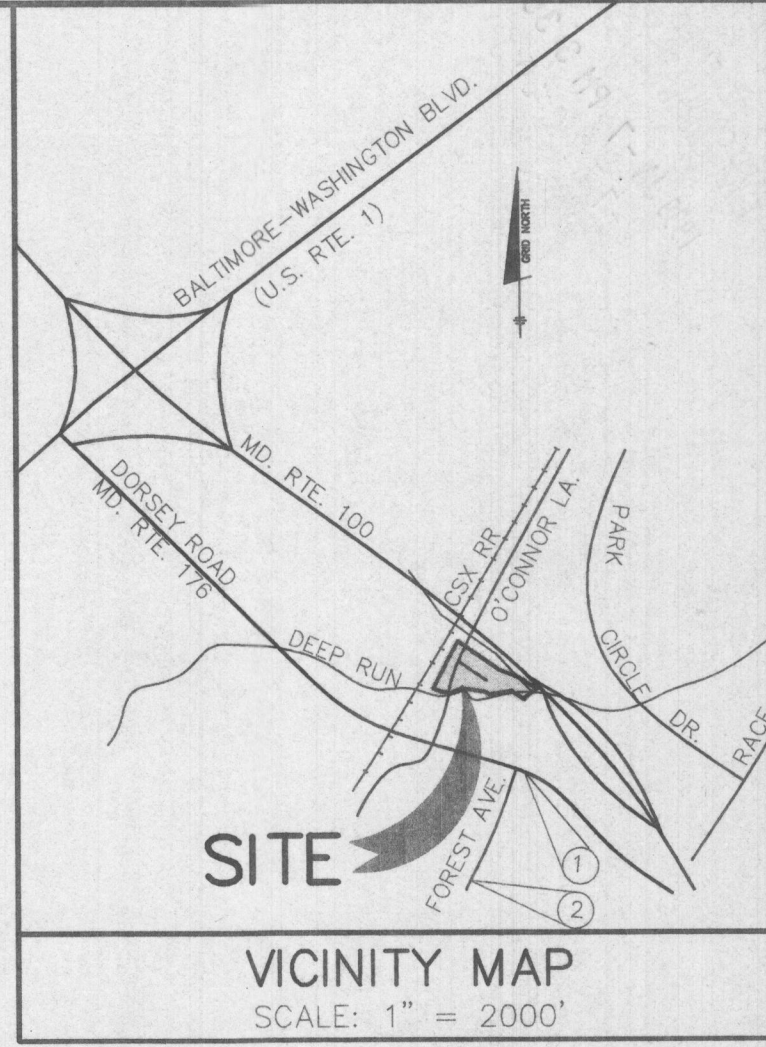 BALTIMORE-WASHINGTON BLVD.
(U.S. RTE. 1)
GRID NORTH
MD. RTE. 100
DORSEY ROAD
MD. RTE. 176
CSX RR
O'CONNOR LA.
PARK
CIRCLE
DR.
RACE
DEEP RUN
SITE
FOREST AVE.
1
2
VICINITY MAP
SCALE: 1" = 2000'